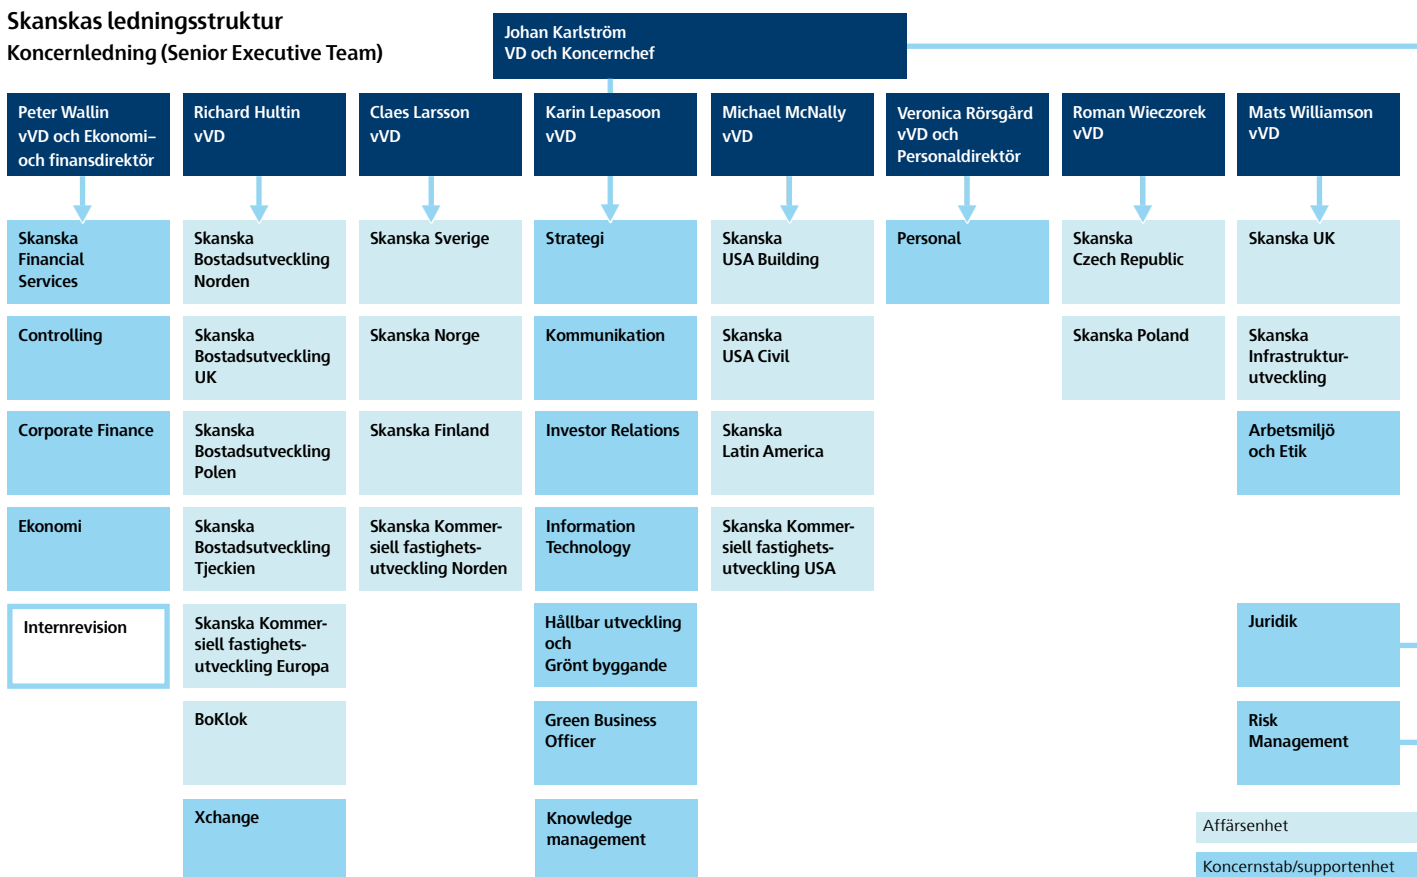 Skanskas ledningsstruktur
Koncernledning (Senior Executive Team)
Johan Karlström
VD och Koncernchef
Peter Wallin
vVD och Ekonomi–
och finansdirektör
Richard Hultin
vVD
Claes Larsson
vVD
Karin Lepasoon
vVD
Michael McNally
vVD
Veronica Rörsgård
vVD och
Personaldirektör
Roman Wieczorek
vVD
Mats Williamson
vVD
Skanska
Financial
Services
Skanska
Bostadsutveckling
Norden
Skanska Sverige
Strategi
Skanska
USA Building
Personal
Skanska
Czech Republic
Skanska UK
Controlling
Skanska
Bostadsutveckling
UK
Skanska Norge
Kommunikation
Skanska
USA Civil
Skanska Poland
Skanska
Infrastruktur-
utveckling
Corporate Finance
Skanska
Bostadsutveckling
Polen
Skanska Finland
Investor Relations
Skanska
Latin America
Arbetsmiljö
och Etik
Ekonomi
Skanska
Bostadsutveckling
Tjeckien
Skanska Kommer-
siell fastighets-
utveckling Norden
Information
Technology
Skanska Kommer-
siell fastighets-
utveckling USA
Internrevision
Skanska Kommer-
siell fastighets-
utveckling Europa
Hållbar utveckling
och
Grönt byggande
Juridik
BoKlok
Green Business
Officer
Risk
Management
Xchange
Knowledge
management
Affärsenhet
Koncernstab/supportenhet